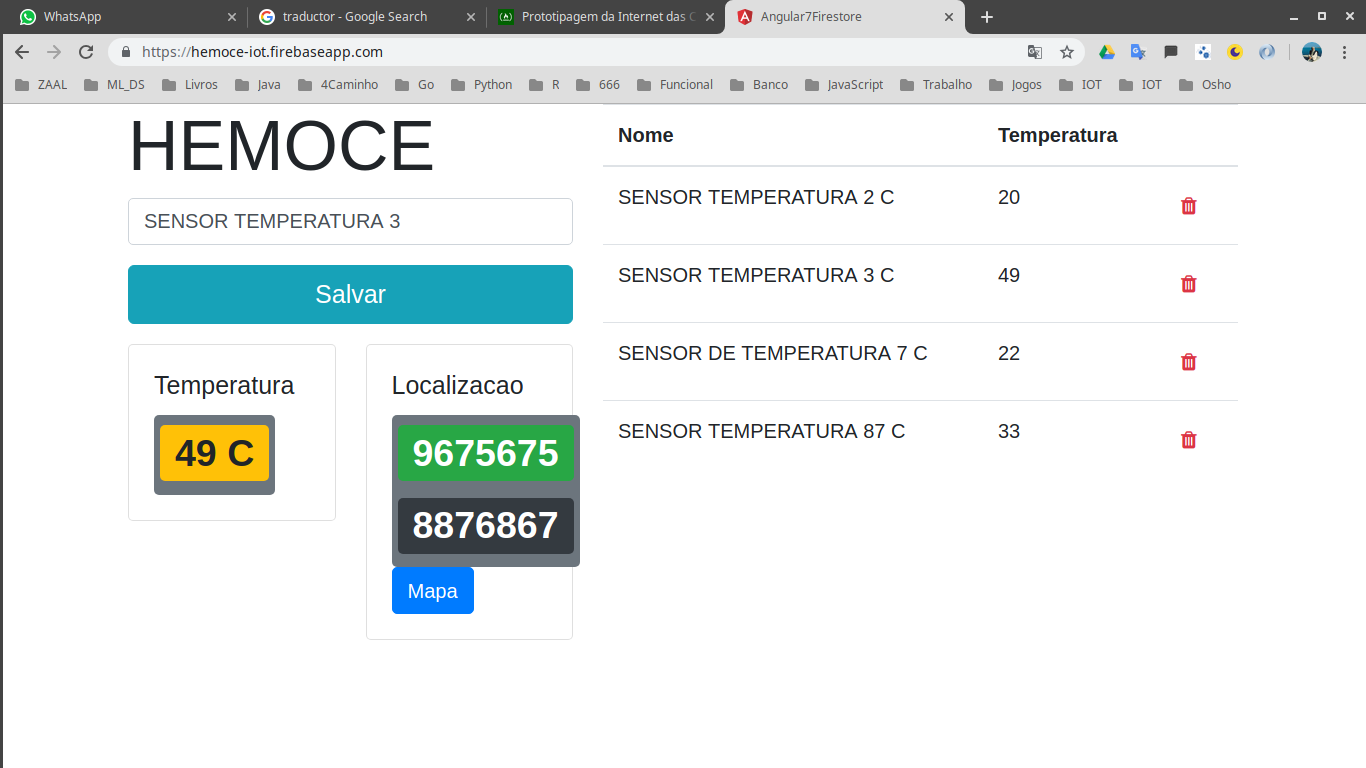 WhatsApp
traductor - Google Search
Prototipagem da Internet das C
Angular7Firestore
https://hemoce-iot.firebaseapp.com
ZAAL ML_DS Livros Java 4Caminho Go Python R 666 Funcional Banco JavaScript Trabalho Jogos IOT IOT Osho
HEMOCE
SENSOR TEMPERATURA 3
Salvar
Temperatura
49 C
Localizacao
9675675
8876867
Mapa
Nome Temperatura
SENSOR TEMPERATURA 2 C 20
SENSOR TEMPERATURA 3 C 49
SENSOR DE TEMPERATURA 7 C 22
SENSOR TEMPERATURA 87 C 33